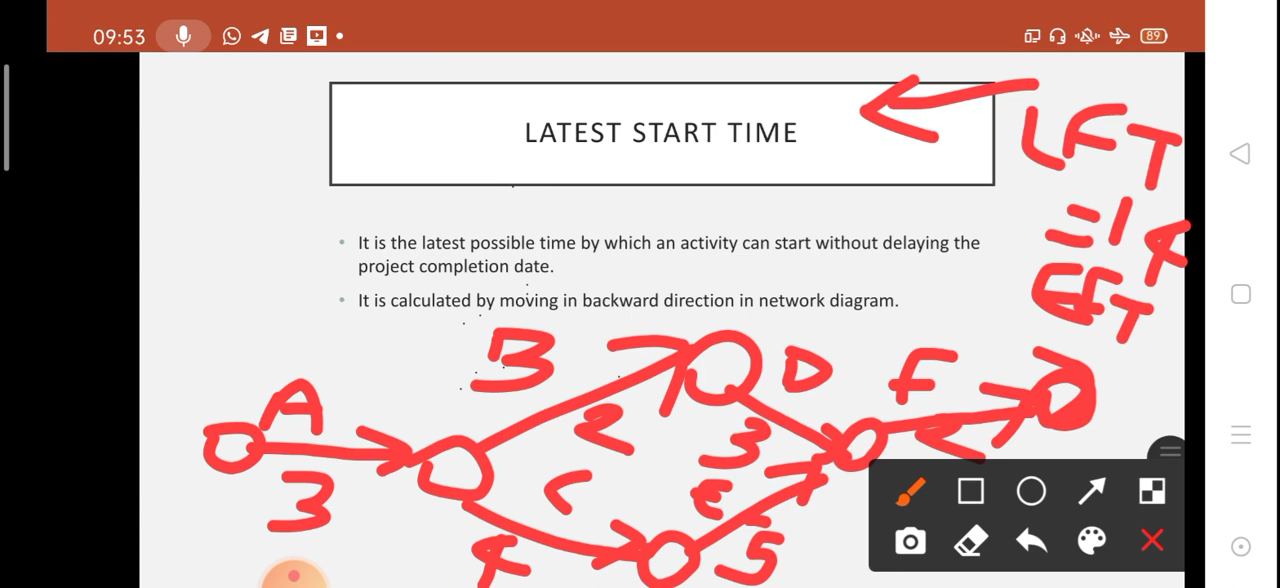 09:53
89
LATEST START TIME
LFT
=14
EFT
• It is the latest possible time by which an activity can start without delaying the
project completion date.
• It is calculated by moving in backward direction in network diagram.
B
D
F
A
2
3
C
E
3
4
5